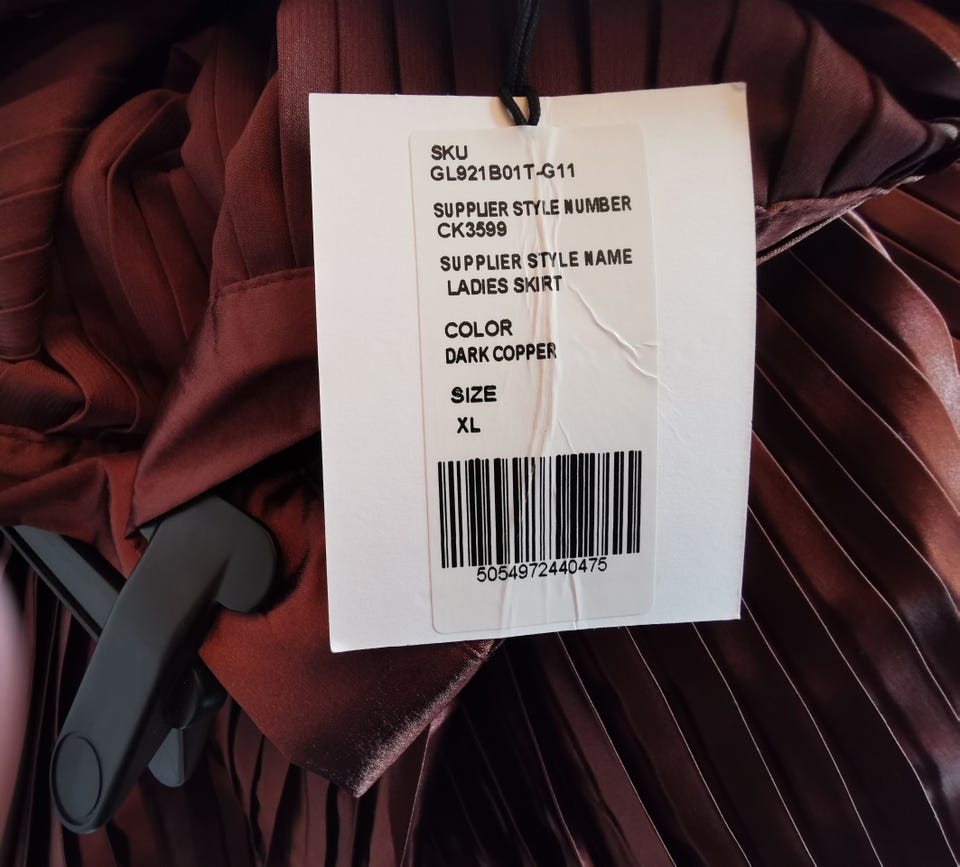 SKU
GL921B01T-G11
SUPPLIER STYLE NUMBER
CK3599
SUPPLIER STYLE NAME
LADIES SKIRT
COLOR
DARK COPPER
SIZE
XL
5054972440475